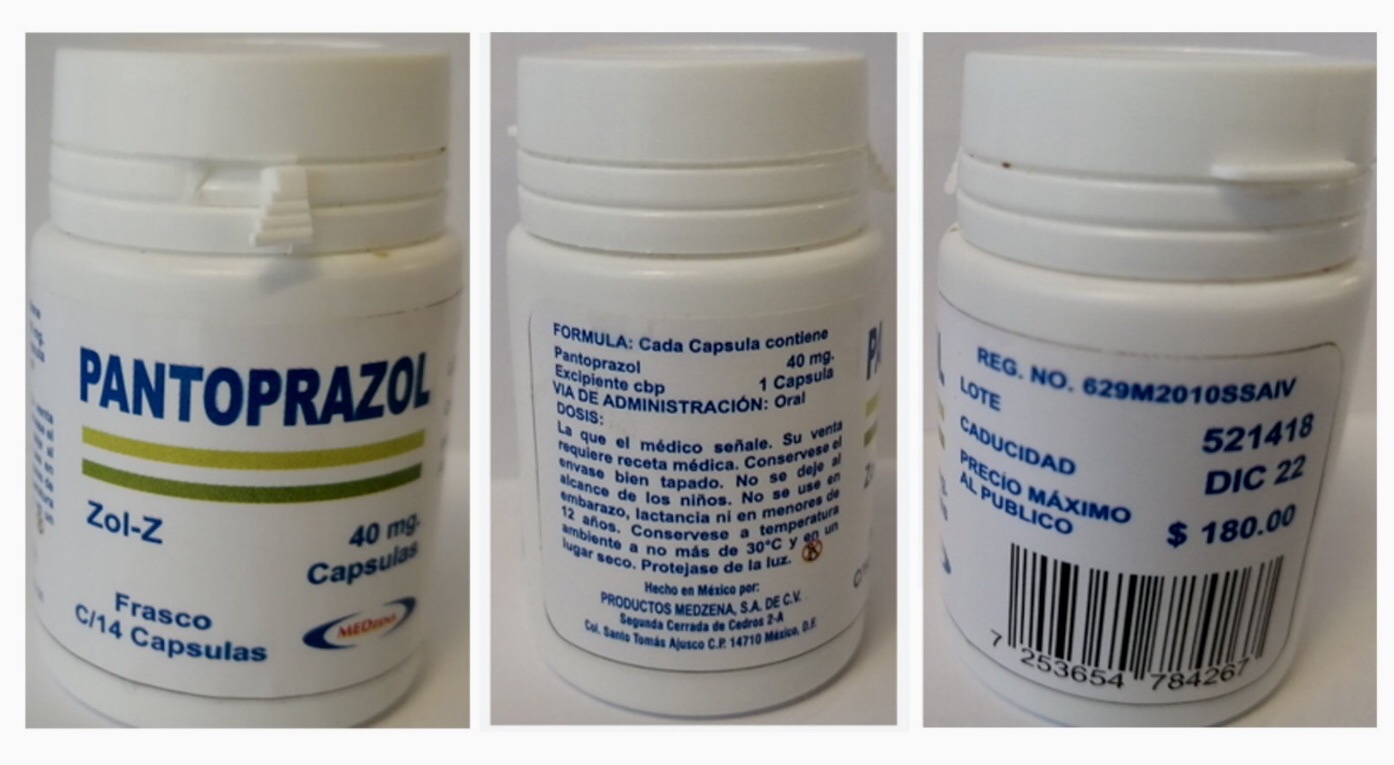 PANTOPRAZOL
Zol-Z
40 mg.
Capsulas
Frasco
C/14 Capsulas
MEDzena
FORMULA: Cada Capsula contiene
Pantoprazol 40 mg.
Excipiente cbp 1 Capsula
VIA DE ADMINISTRACIÓN: Oral
DOSIS:
La que el médico señale. Su venta
requiere receta médica. Conservese el
envase bien tapado. No se deje al
alcance de los niños. No se use en
embarazo, lactancia ni en menores de
12 años. Conservese a temperatura
ambiente a no más de 30°C y en un
lugar seco. Protejase de la luz.
Hecho en México por:
PRODUCTOS MEDZENA, S.A. DE C.V.
Segunda Cerrada de Cedros 2-A
Col. Santo Tomás Ajusco C.P. 14710 México, D.F.
REG. NO. 629M2010SSAIV
LOTE 521418
CADUCIDAD DIC 22
PRECÍO MÁXIMO
AL PUBLICO $ 180.00
7 253654 784267